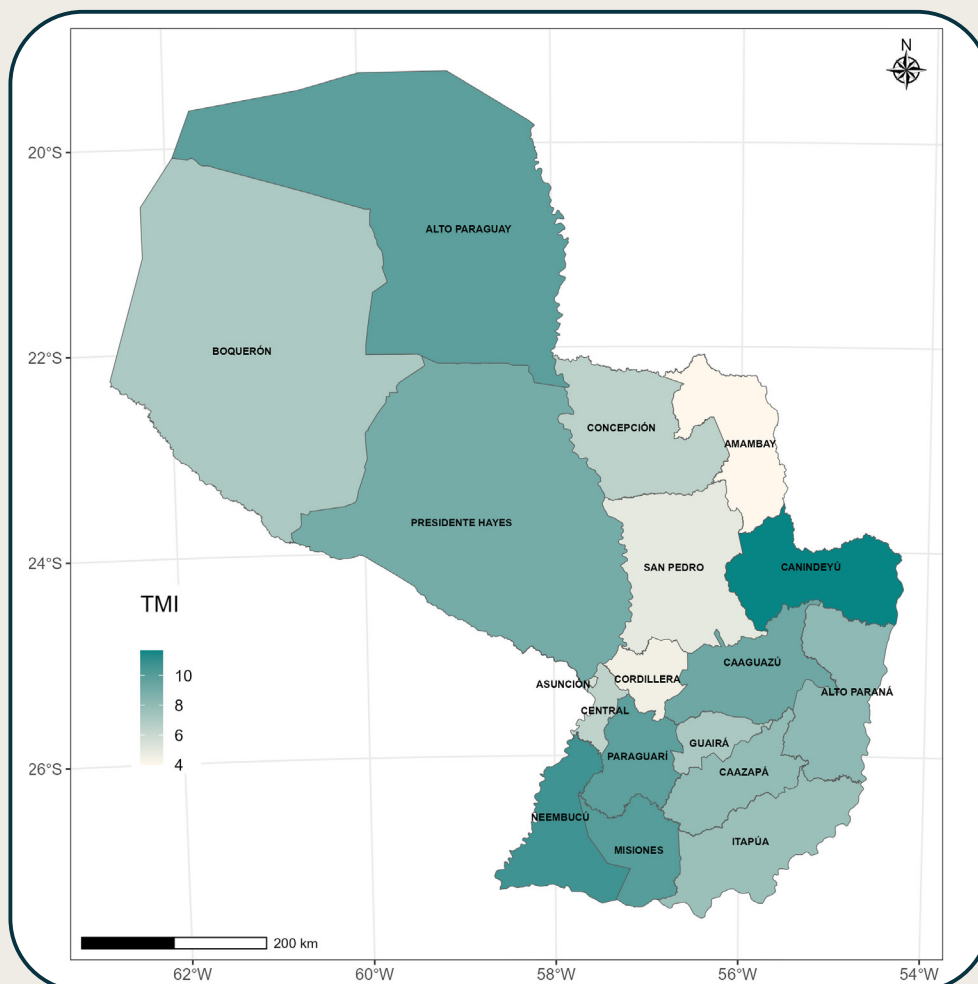 N
20°S
ALTO PARAGUAY
BOQUERÓN
22°S
CONCEPCIÓN
AMAMBAY
PRESIDENTE HAYES
24°S
SAN PEDRO
CANINDEYÚ
TMI
10
8
6
4
CAAGUAZÚ
ASUNCIÓN
CORDILLERA
ALTO PARANÁ
CENTRAL
GUAIRÁ
PARAGUARÍ
26°S
CAAZAPÁ
NEEMBUCÚ
ITAPÚA
MISIONES
200 km
62°W
60°W
58°W
56°W
54°W